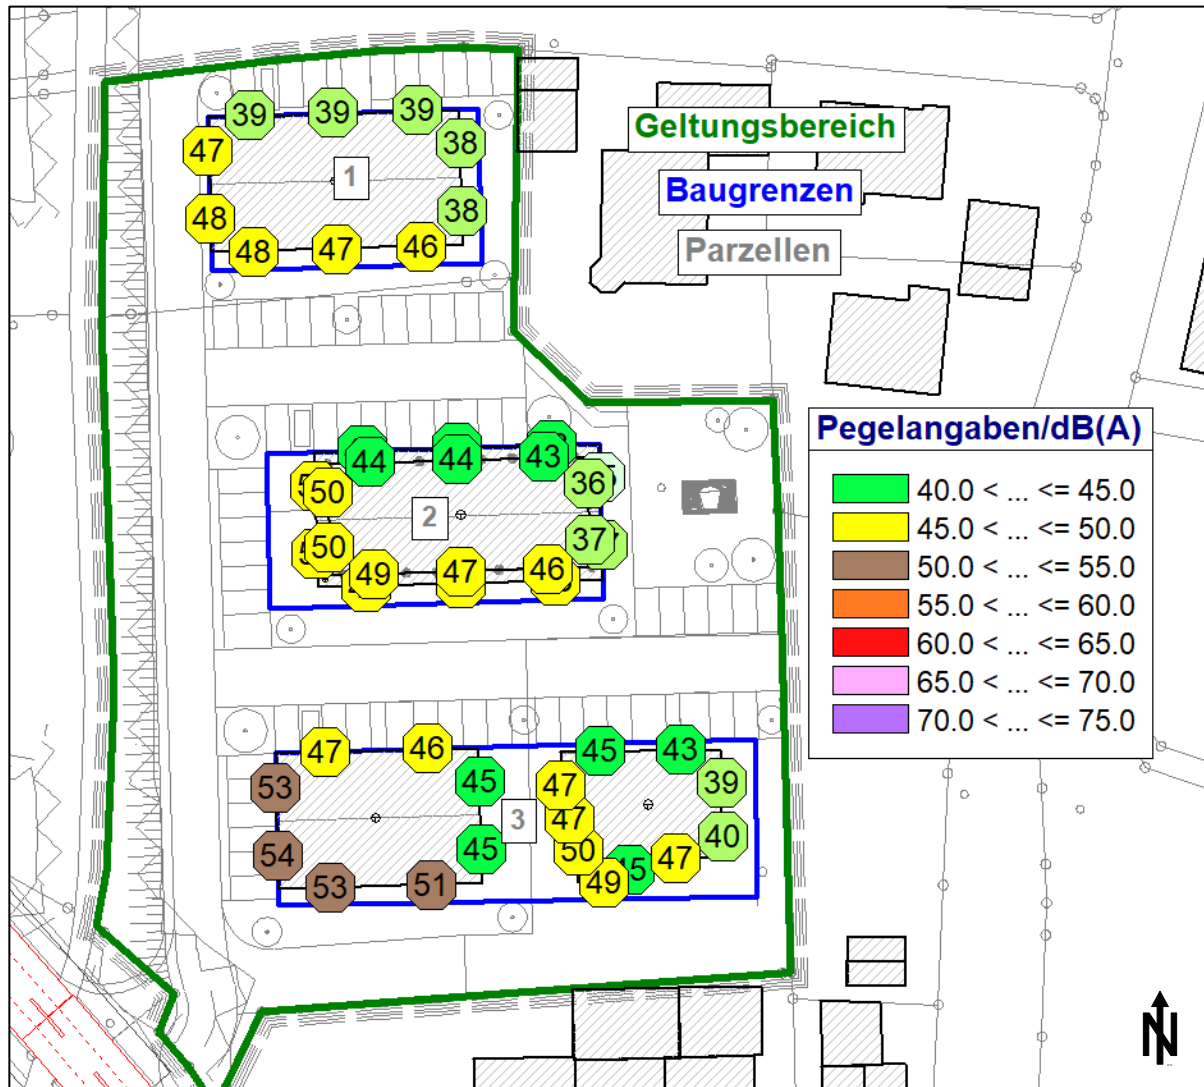 39 39 39
47 38
1
48 38
48 47 46
Geltungsbereich
Baugrenzen
Parzellen
44 44 43
50 36
2
50 37
49 47 46
Pegelangaben/dB(A)
40.0 < ... <= 45.0
45.0 < ... <= 50.0
50.0 < ... <= 55.0
55.0 < ... <= 60.0
60.0 < ... <= 65.0
65.0 < ... <= 70.0
70.0 < ... <= 75.0
47 46 45 43
53 45 47 39
3 47
54 45 50 47 40
53 51 49 45
N